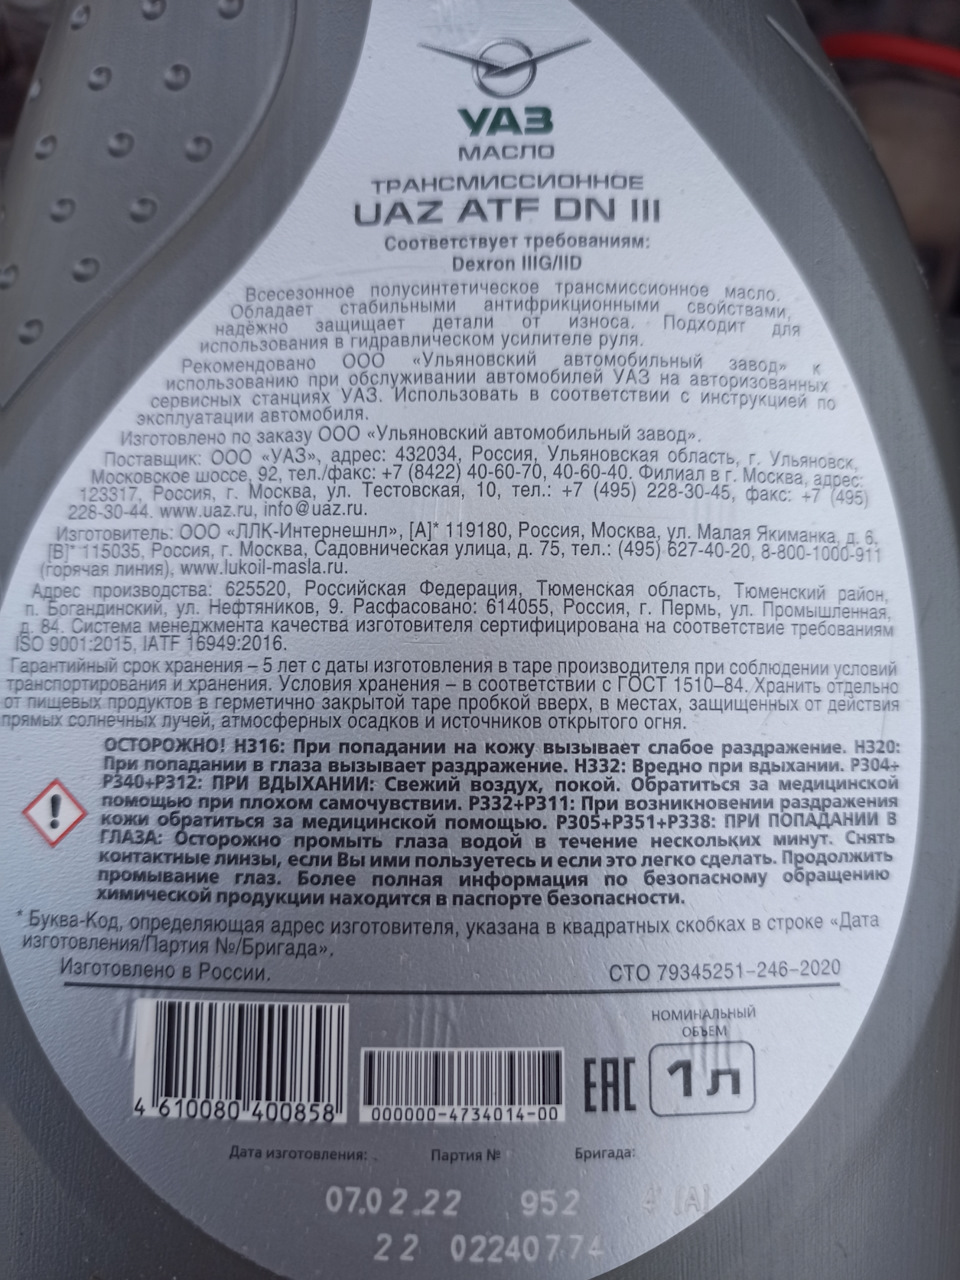 УАЗ
МАСЛО
ТРАНСМИССИОННОЕ
UAZ ATF DN III
Соответствует требованиям:
Dexron IIIG/IID
Всесезонное полусинтетическое трансмиссионное масло.
Обладает стабильными антифрикционными свойствами,
надёжно защищает детали от износа. Подходит для
использования в гидравлическом усилителе руля.
Рекомендовано ООО «Ульяновский автомобильный завод» к
использованию при обслуживании автомобилей УАЗ на авторизованных
сервисных станциях УАЗ. Использовать в соответствии с инструкцией по
эксплуатации автомобиля.
Изготовлено по заказу ООО «Ульяновский автомобильный завод».
Поставщик: ООО «УАЗ», адрес: 432034, Россия, Ульяновская область, г. Ульяновск,
Московское шоссе, 92, тел./факс: +7 (8422) 40-60-70, 40-60-40. Филиал в г. Москва, адрес:
123317, Россия, г. Москва, ул. Тестовская, 10, тел.: +7 (495) 228-30-45, факс: +7 (495)
228-30-44. www.uaz.ru, info@uaz.ru.
Изготовитель: ООО «ЛЛК-Интернешнл», [A]* 119180, Россия, Москва, ул. Малая Якиманка, д. 6,
[B]* 115035, Россия, г. Москва, Садовническая улица, д. 75, тел.: (495) 627-40-20, 8-800-1000-911
(горячая линия), www.lukoil-masla.ru.
Адрес производства: 625520, Российская Федерация, Тюменская область, Тюменский район,
п. Богандинский, ул. Нефтяников, 9. Расфасовано: 614055, Россия, г. Пермь, ул. Промышленная,
д. 84. Система менеджмента качества изготовителя сертифицирована на соответствие требованиям
ISO 9001:2015, IATF 16949:2016.
Гарантийный срок хранения – 5 лет с даты изготовления в таре производителя при соблюдении условий
транспортирования и хранения. Условия хранения – в соответствии с ГОСТ 1510–84. Хранить отдельно
от пищевых продуктов в герметично закрытой таре пробкой вверх, в местах, защищенных от действия
прямых солнечных лучей, атмосферных осадков и источников открытого огня.
ОСТОРОЖНО! H316: При попадании на кожу вызывает слабое раздражение. H320:
При попадании в глаза вызывает раздражение. H332: Вредно при вдыхании. P304+
P340+P312: ПРИ ВДЫХАНИИ: Свежий воздух, покой. Обратиться за медицинской
помощью при плохом самочувствии. P332+P311: При возникновении раздражения
кожи обратиться за медицинской помощью. P305+P351+P338: ПРИ ПОПАДАНИИ В
ГЛАЗА: Осторожно промыть глаза водой в течение нескольких минут. Снять
контактные линзы, если Вы ими пользуетесь и если это легко сделать. Продолжить
промывание глаз. Более полная информация по безопасному обращению
химической продукции находится в паспорте безопасности.
* Буква-Код, определяющая адрес изготовителя, указана в квадратных скобках в строке «Дата
изготовления/Партия №/Бригада».
Изготовлено в России. СТО 79345251–246–2020
НОМИНАЛЬНЫЙ
ОБЪЕМ
1 л
EAC
4 610080 400858
000000-4734014-00
Дата изготовления: Партия № Бригада:
07.02.22 952 4 [A]
22 02240774